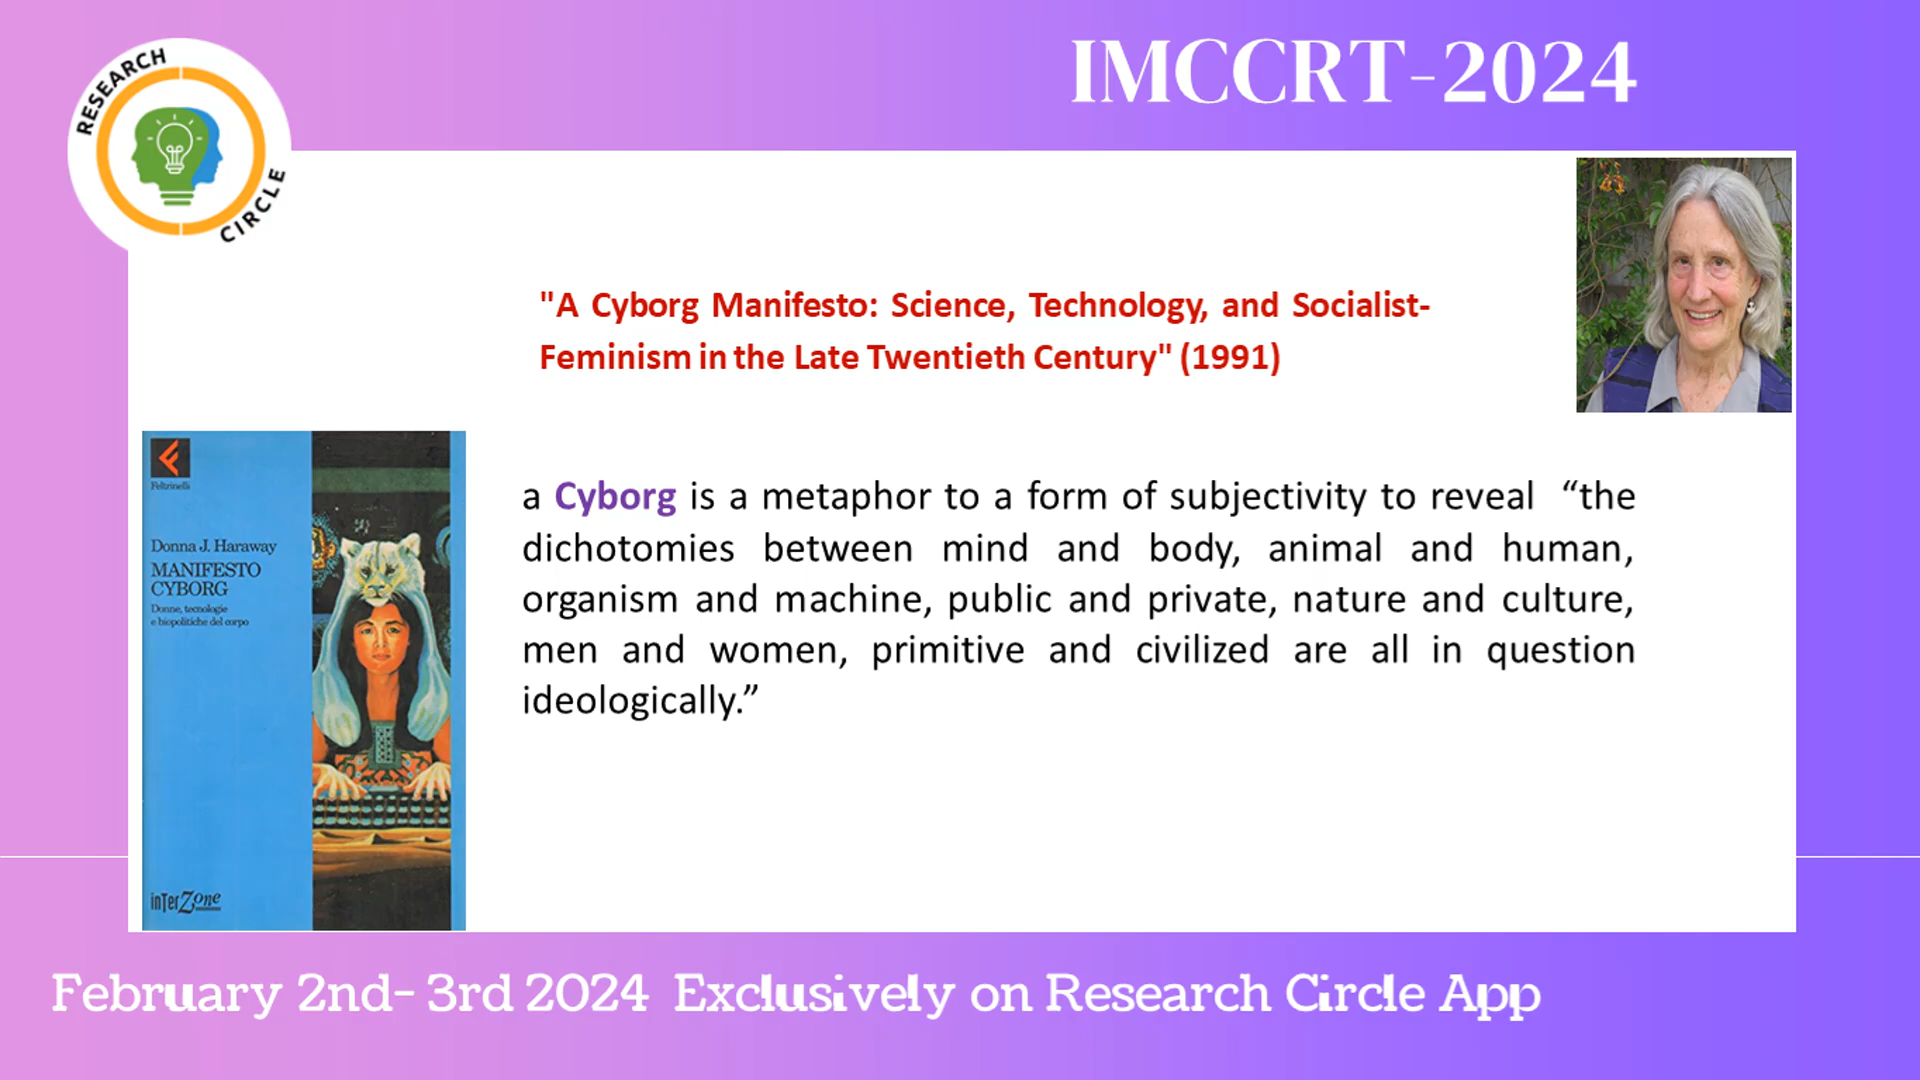 RESEARCH
CIRCLE
IMCCRT-2024
"A Cyborg Manifesto: Science, Technology, and Socialist-
Feminism in the Late Twentieth Century" (1991)
Feltrinelli
Donna J. Haraway
MANIFESTO
CYBORG
Donne, tecnologie
e biopolitiche del corpo
inTerZone
a Cyborg is a metaphor to a form of subjectivity to reveal “the
dichotomies between mind and body, animal and human,
organism and machine, public and private, nature and culture,
men and women, primitive and civilized are all in question
ideologically.”
February 2nd- 3rd 2024 Exclusively on Research Circle App